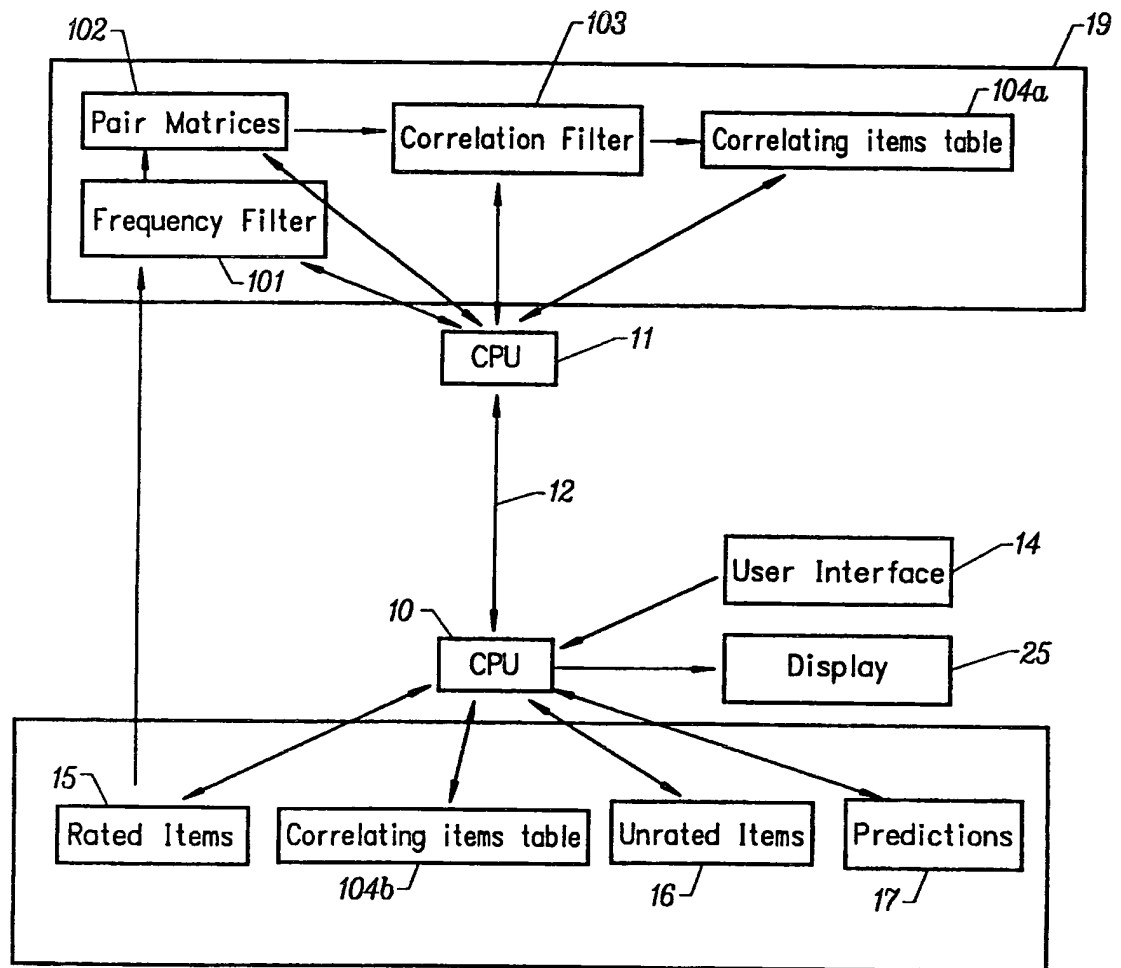 102
103
19
104a
Pair Matrices
Correlation Filter
Correlating items table
Frequency Filter
101
CPU
11
12
User Interface
14
10
CPU
Display
25
15
Rated Items
Correlating items table
Unrated Items
Predictions
104b
16
17